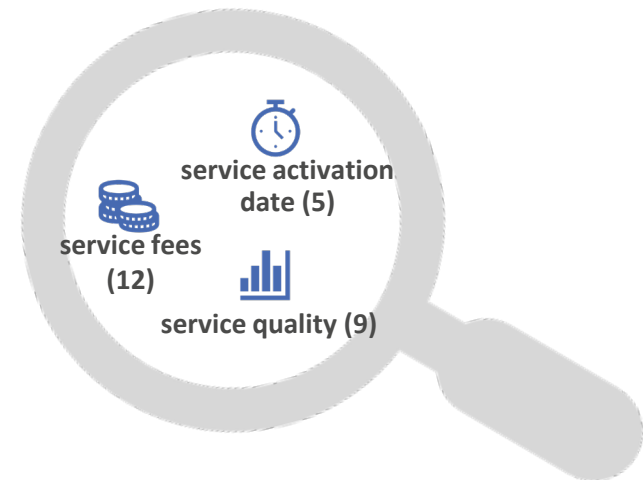 service activation
date (5)
service fees
(12)
service quality (9)